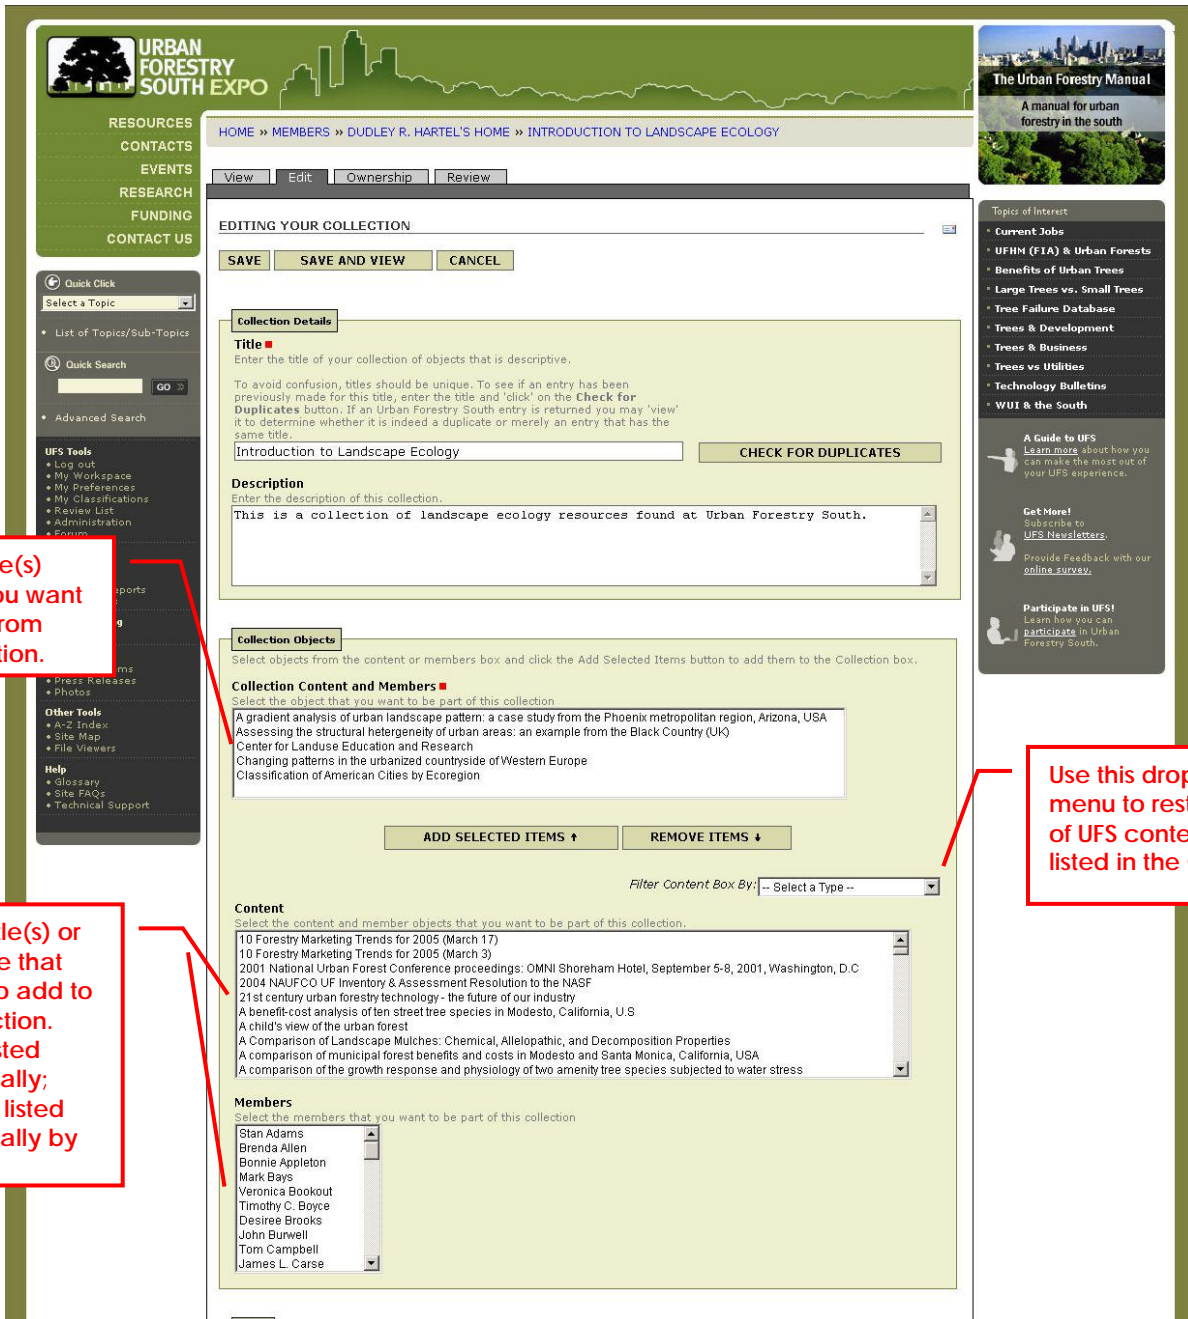 URBAN
FORESTRY
SOUTH EXPO
RESOURCES
CONTACTS
EVENTS
RESEARCH
FUNDING
CONTACT US
Quick Click
Select a Topic
List of Topics/Sub-Topics
Quick Search
GO »
Advanced Search
UFS Tools
Log out
My Workspace
My Preferences
My Classifications
Review List
Administration
Forum
e(s)
ou want
rom
tion.
eports
g
ms
Press Releases
Photos
Other Tools
A-Z Index
Site Map
File Viewers
Help
Glossary
Site FAQs
Technical Support
tle(s) or
e that
o add to
ction.
sted
ally;
listed
ally by
HOME » MEMBERS » DUDLEY R. HARTEL'S HOME » INTRODUCTION TO LANDSCAPE ECOLOGY
View Edit Ownership Review
EDITING YOUR COLLECTION
SAVE SAVE AND VIEW CANCEL
Collection Details
Title
Enter the title of your collection of objects that is descriptive.
To avoid confusion, titles should be unique. To see if an entry has been
previously made for this title, enter the title and 'click' on the Check for
Duplicates button. If an Urban Forestry South entry is returned you may 'view'
it to determine whether it is indeed a duplicate or merely an entry that has the
same title.
Introduction to Landscape Ecology CHECK FOR DUPLICATES
Description
Enter the description of this collection.
This is a collection of landscape ecology resources found at Urban Forestry South.
Collection Objects
Select objects from the content or members box and click the Add Selected Items button to add them to the Collection box.
Collection Content and Members
Select the object that you want to be part of this collection
A gradient analysis of urban landscape pattern: a case study from the Phoenix metropolitan region, Arizona, USA
Assessing the structural hetergeneity of urban areas: an example from the Black Country (UK)
Center for Landuse Education and Research
Changing patterns in the urbanized countryside of Western Europe
Classification of American Cities by Ecoregion
ADD SELECTED ITEMS ↑ REMOVE ITEMS ↓
Filter Content Box By: -- Select a Type --
Content
Select the content and member objects that you want to be part of this collection.
10 Forestry Marketing Trends for 2005 (March 17)
10 Forestry Marketing Trends for 2005 (March 3)
2001 National Urban Forest Conference proceedings: OMNI Shoreham Hotel, September 5-8, 2001, Washington, D.C
2004 NAUFCO UF Inventory & Assessment Resolution to the NASF
21st century urban forestry technology - the future of our industry
A benefit-cost analysis of ten street tree species in Modesto, California, U.S
A child's view of the urban forest
A Comparison of Landscape Mulches: Chemical, Allelopathic, and Decomposition Properties
A comparison of municipal forest benefits and costs in Modesto and Santa Monica, California, USA
A comparison of the growth response and physiology of two amenity tree species subjected to water stress
Members
Select the members that you want to be part of this collection
Stan Adams
Brenda Allen
Bonnie Appleton
Mark Bays
Veronica Bookout
Timothy C. Boyce
Desiree Brooks
John Burwell
Tom Campbell
James L. Carse
The Urban Forestry Manual
A manual for urban
forestry in the south
Topics of Interest
Current Jobs
UFHM (FIA) & Urban Forests
Benefits of Urban Trees
Large Trees vs. Small Trees
Tree Failure Database
Trees & Development
Trees & Business
Trees vs Utilities
Technology Bulletins
WUI & the South
A Guide to UFS
Learn more about how you
can make the most out of
your UFS experience.
Get More!
Subscribe to
UFS Newsletters.
Provide Feedback with our
online survey.
Participate in UFS!
Learn how you can
participate in Urban
Forestry South.
Use this drop
menu to rest
of UFS conte
listed in the